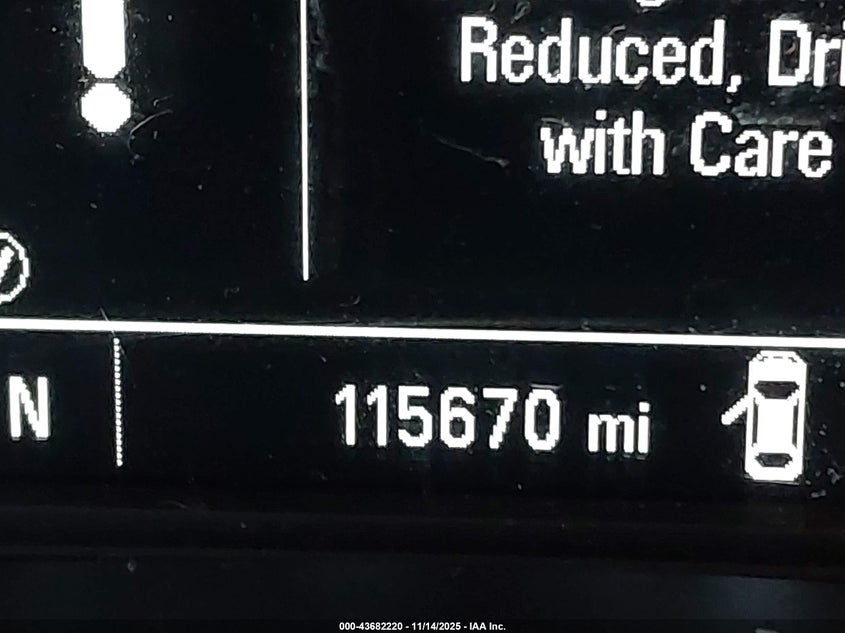 Reduced, Dri
with Care
N
115670 mi
000-43682220 - 11/14/2025 - IAA Inc.